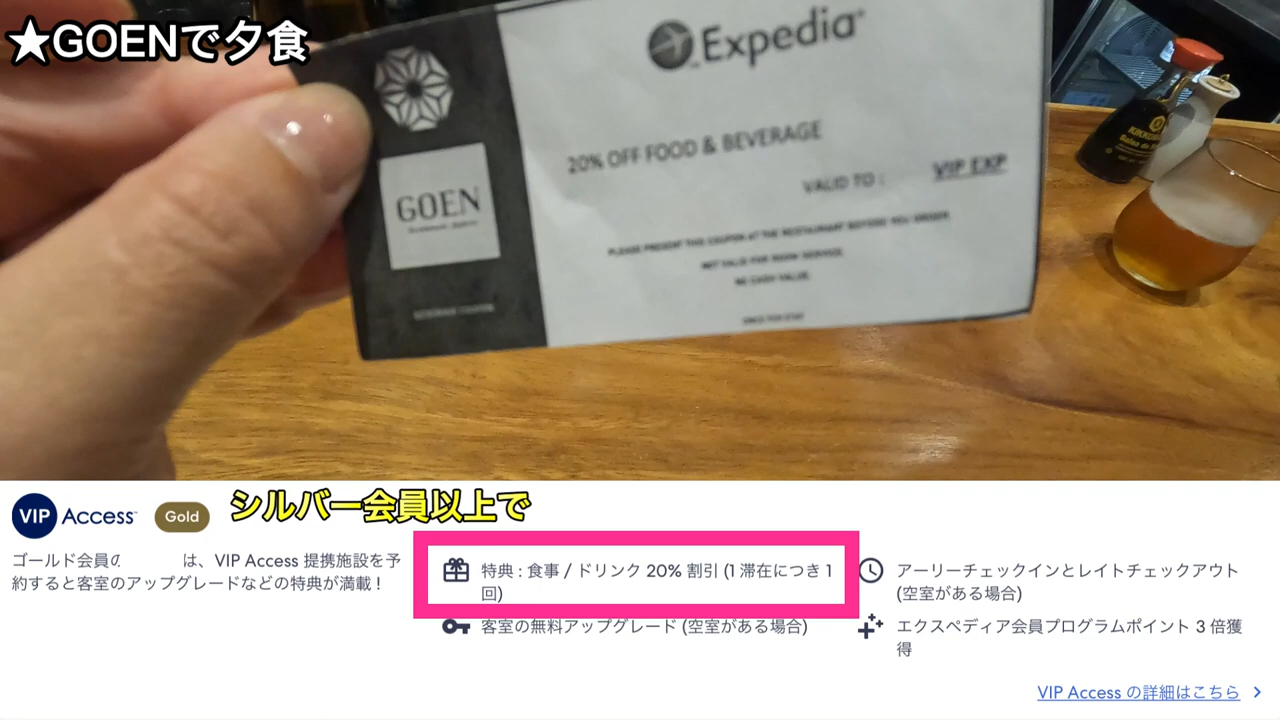 ★GOENで夕食
Expedia
20% OFF FOOD & BEVERAGE
VALID TO :
VIP EXP
GOEN
PLEASE PRESENT THIS COUPON AT THE RESTAURANT BEFORE YOU ORDER.
NOT VALID FOR ROOM SERVICE.
NO CASH VALUE.
ONCE PER STAY
KIKKOMAN
Salsa de Soya
VIP Access
Gold
シルバー会員以上で
ゴールド会員の は、VIP Access 提携施設を予
約すると客室のアップグレードなどの特典が満載！
特典 : 食事 / ドリンク 20% 割引 (1 滞在につき 1
回)
客室の無料アップグレード (空室がある場合)
アーリーチェックインとレイトチェックアウト
(空室がある場合)
エクスペディア会員プログラムポイント 3 倍獲
得
VIP Access の詳細はこちら